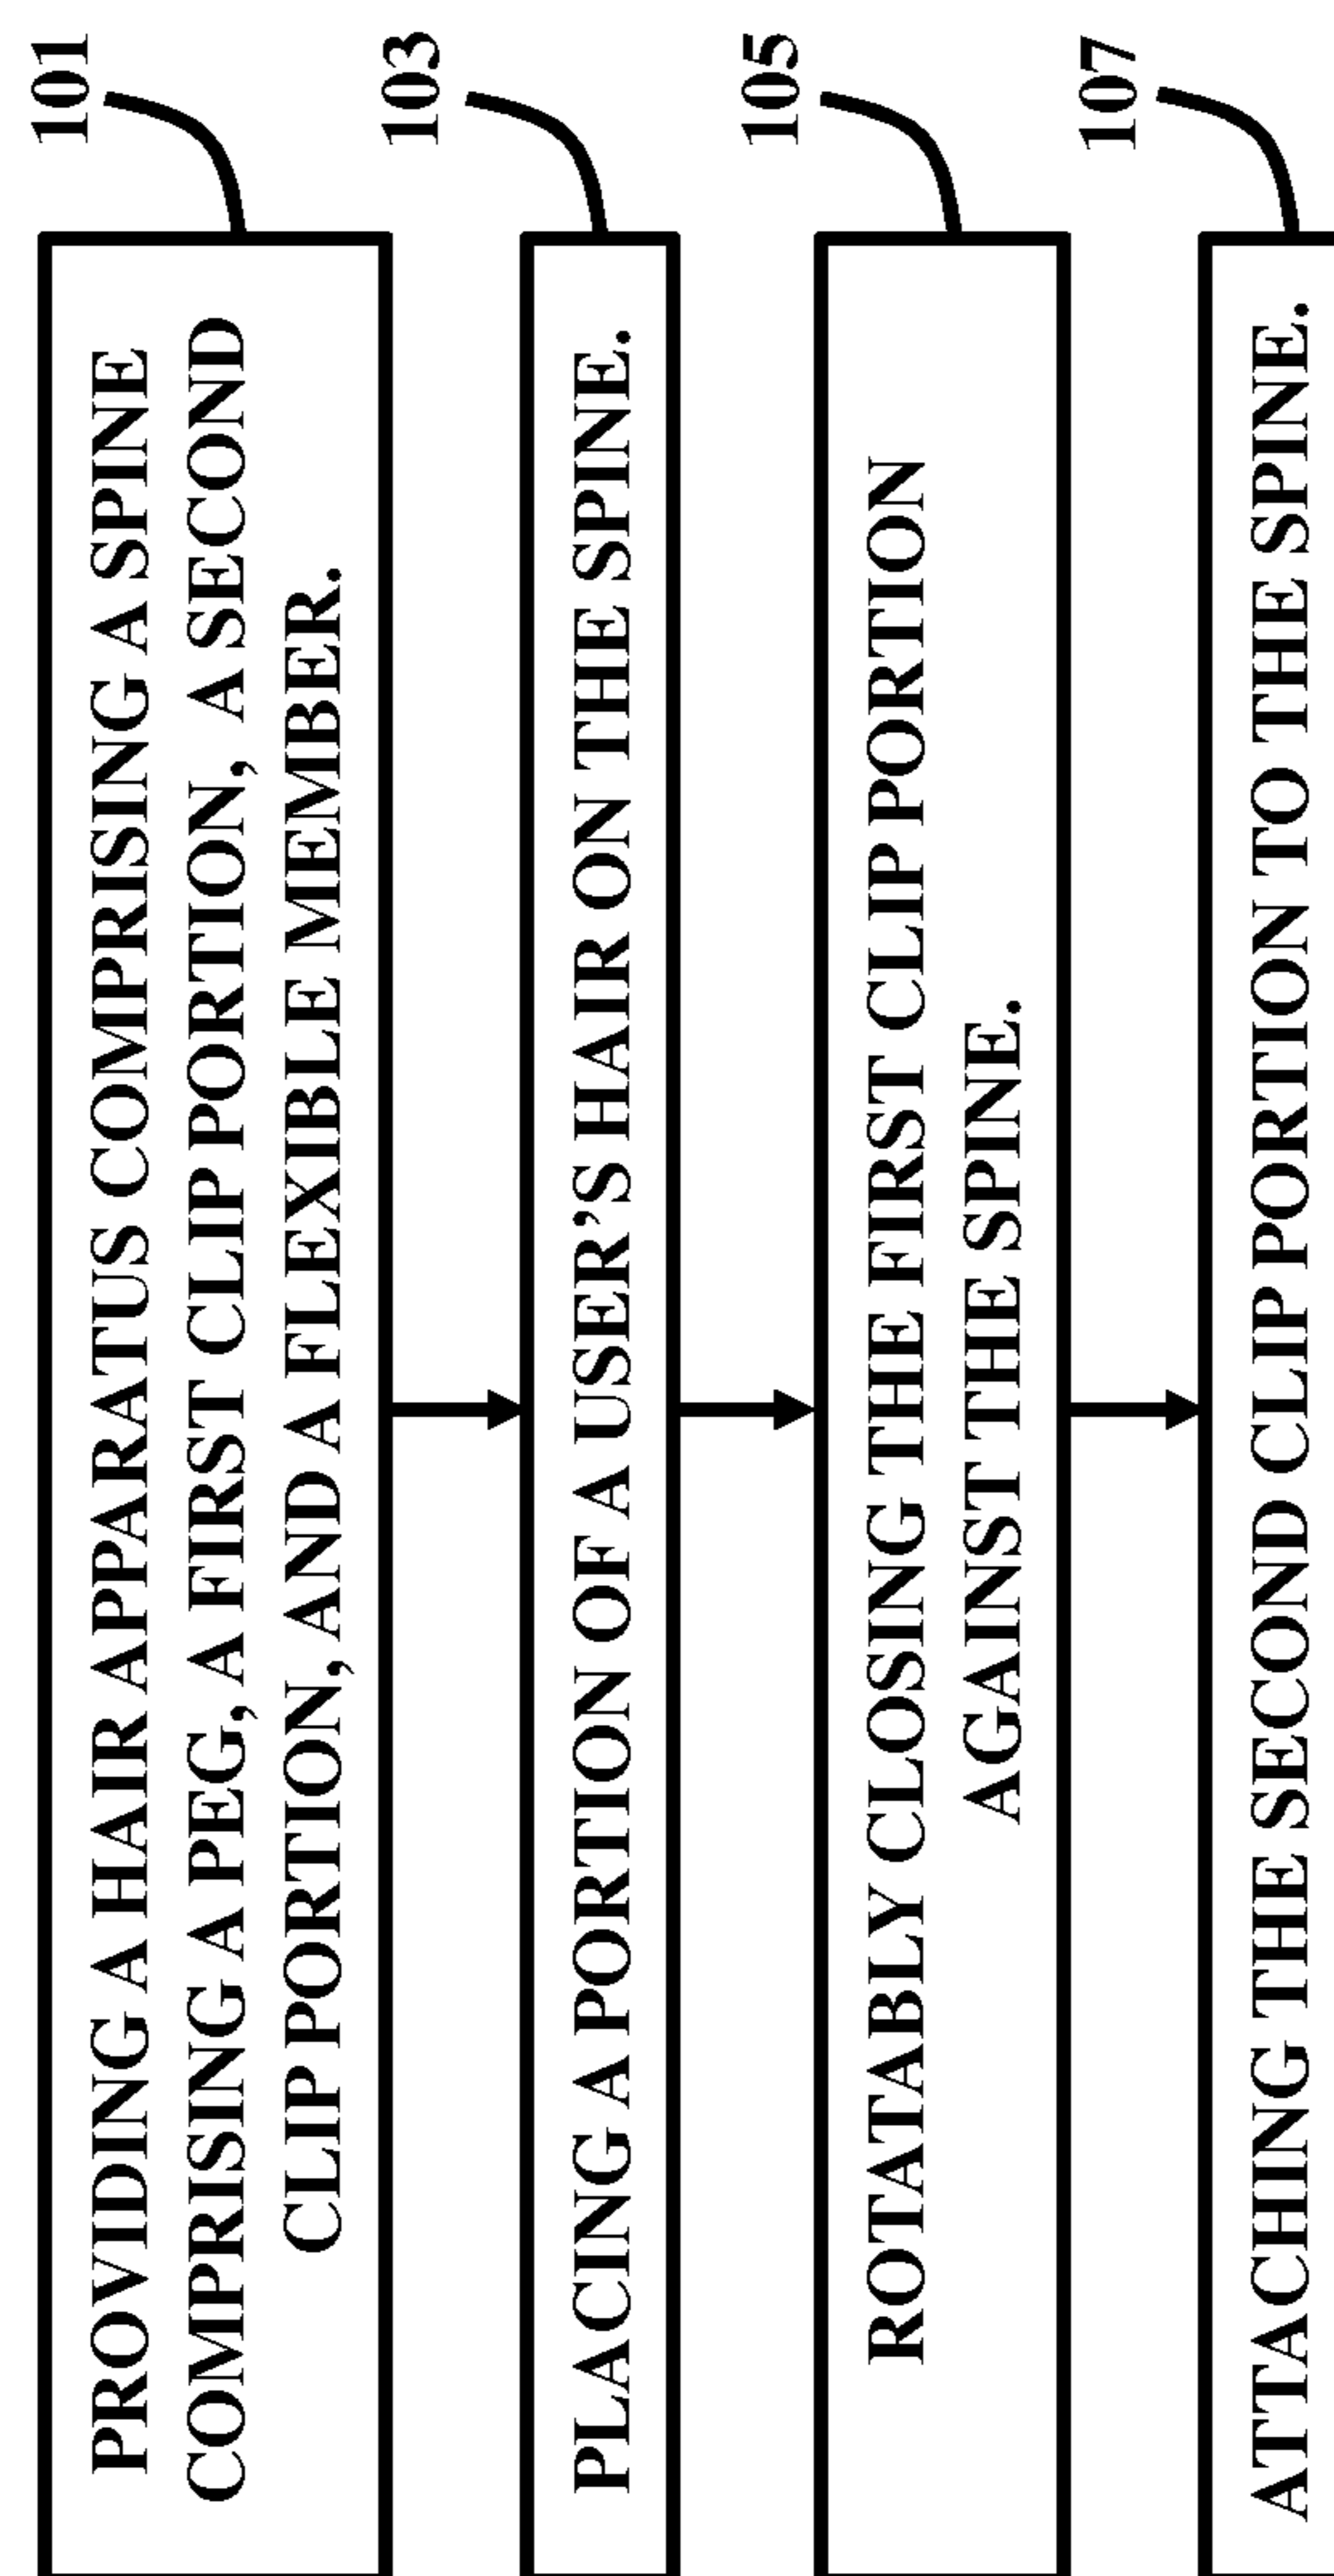 101
PROVIDING A HAIR APPARATUS COMPRISING A SPINE
COMPRISING A PEG, A FIRST CLIP PORTION, A SECOND
CLIP PORTION, AND A FLEXIBLE MEMBER.
103
PLACING A PORTION OF A USER'S HAIR ON THE SPINE.
105
ROTATABLY CLOSING THE FIRST CLIP PORTION
AGAINST THE SPINE.
107
ATTACHING THE SECOND CLIP PORTION TO THE SPINE.